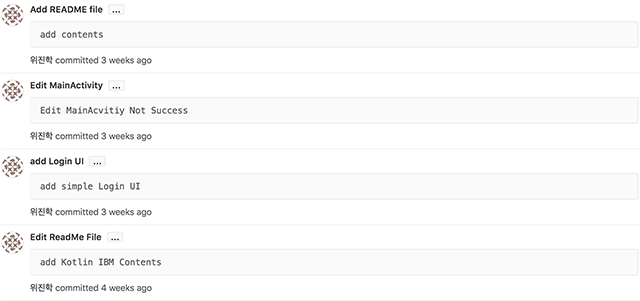 Add README file ...
add contents
위진학 committed 3 weeks ago
Edit MainActivity ...
Edit MainAcvitiy Not Success
위진학 committed 3 weeks ago
add Login UI ...
add simple Login UI
위진학 committed 3 weeks ago
Edit ReadMe File ...
add Kotlin IBM Contents
위진학 committed 4 weeks ago